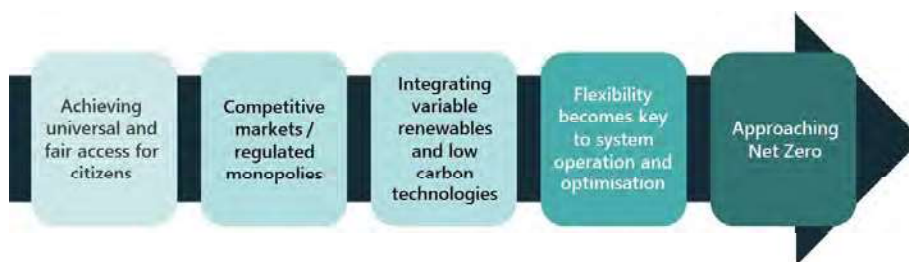 Achieving
universal and
fair access for
citizens
Competitive
markets /
regulated
monopolies
Integrating
variable
renewables
and low
carbon
technologies
Flexibility
becomes key
to system
operation and
optimisation
Approaching
Net Zero